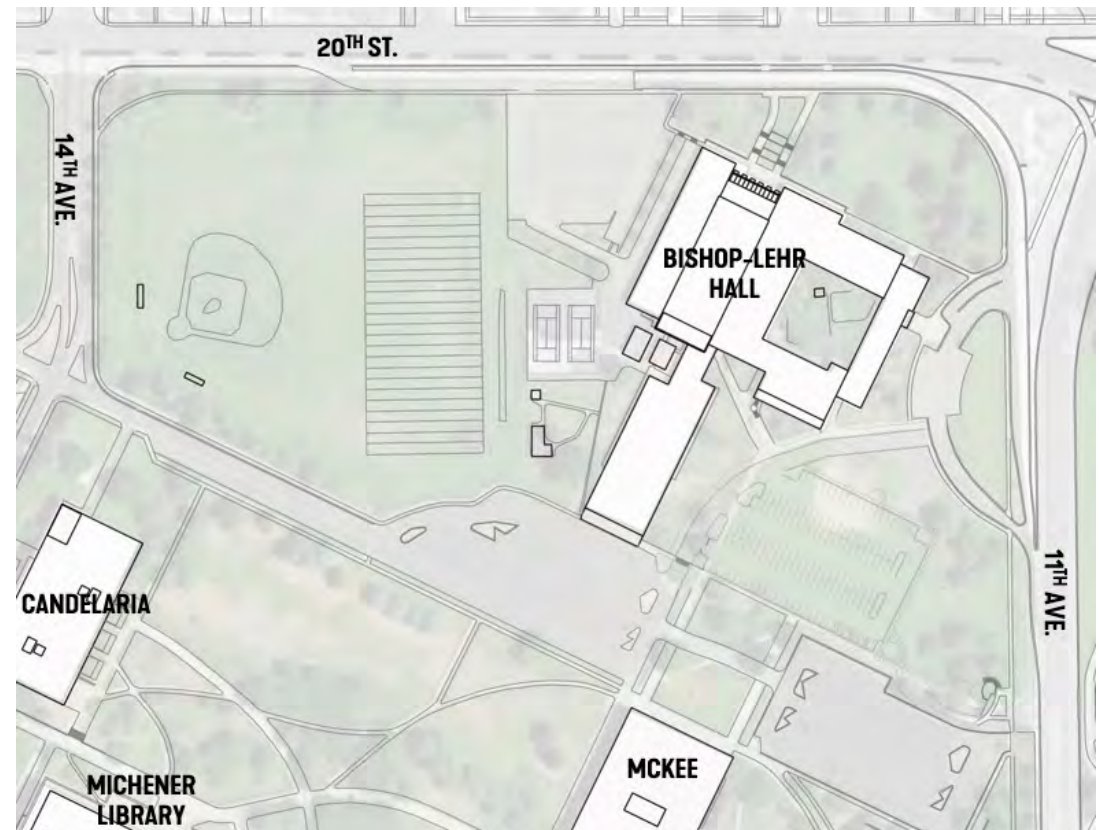 20TH ST.
14TH AVE.
BISHOP-LEHR
HALL
11TH AVE.
CANDELARIA
MCKEE
MICHENER
LIBRARY